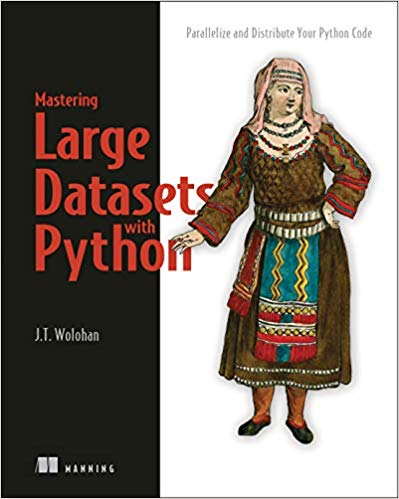 Parallelize and Distribute Your Python Code
Mastering
Large
Datasets
with
Python
J.T. Wolohan
MANNING